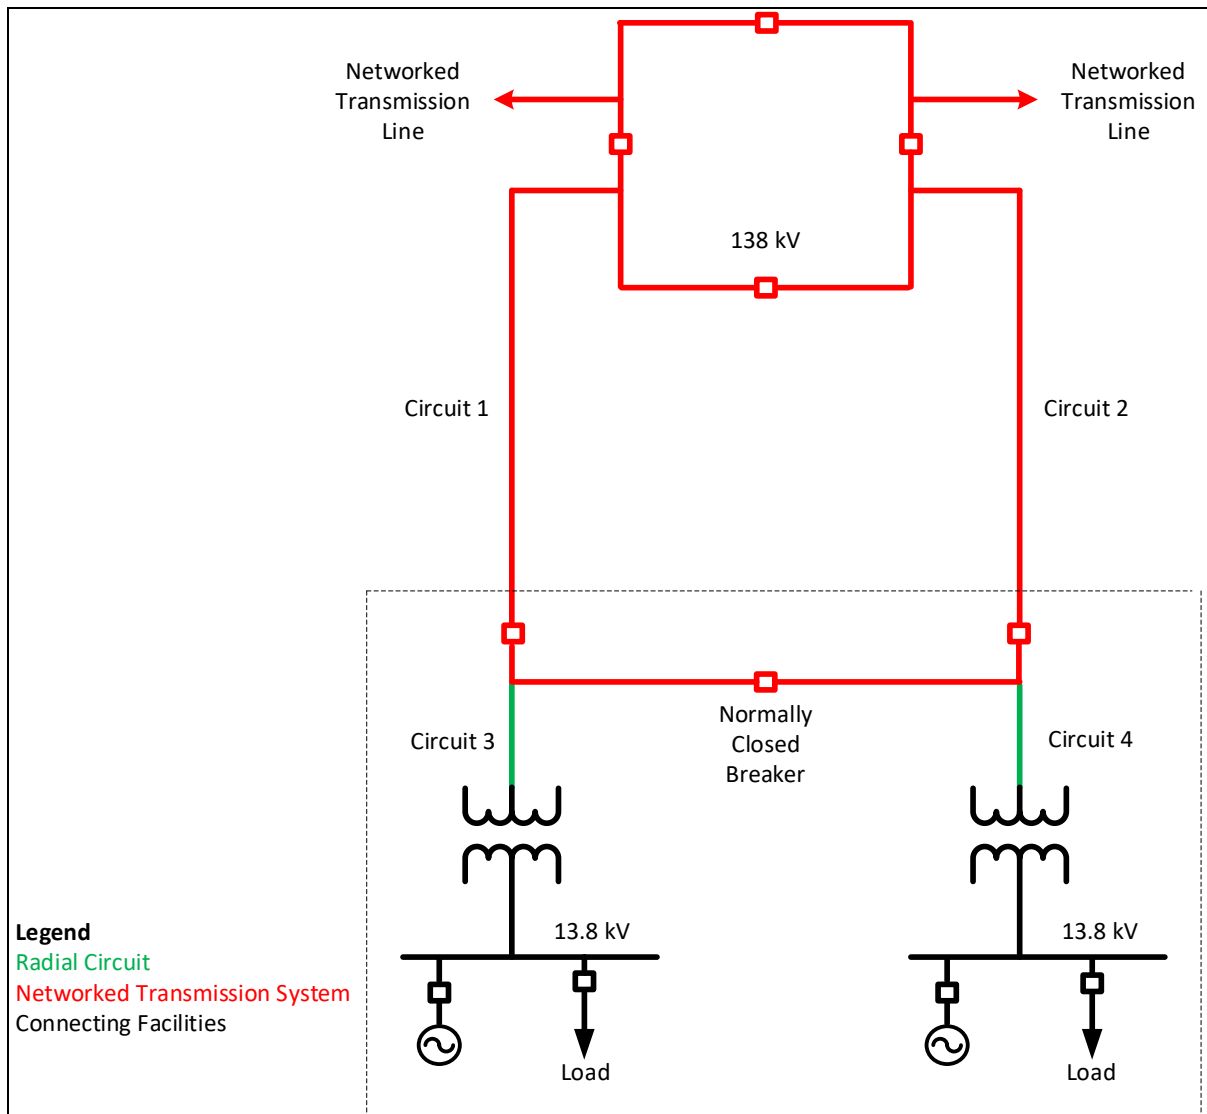 Networked
Transmission
Line
Networked
Transmission
Line
138 kV
Circuit 1
Circuit 2
Normally
Closed
Breaker
Circuit 3
Circuit 4
13.8 kV
13.8 kV
Legend
Radial Circuit
Networked Transmission System
Connecting Facilities
Load
Load